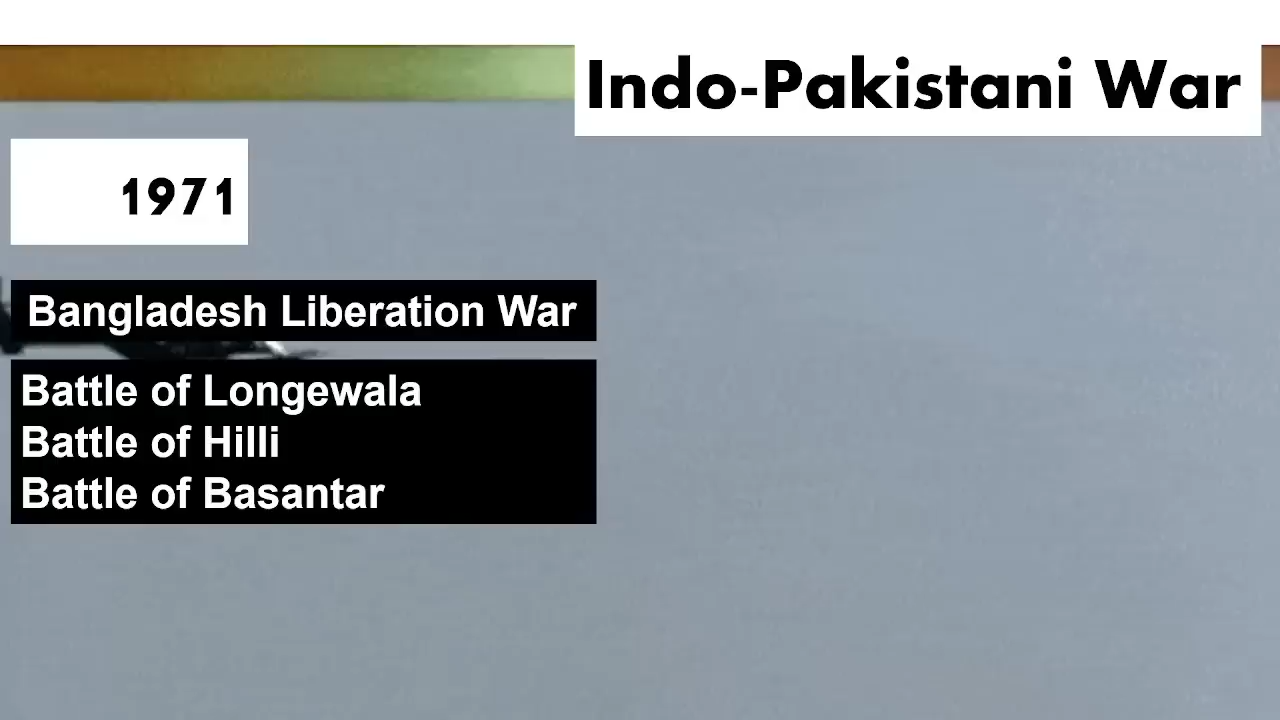 Indo-Pakistani War
1971
Bangladesh Liberation War
Battle of Longewala
Battle of Hilli
Battle of Basantar